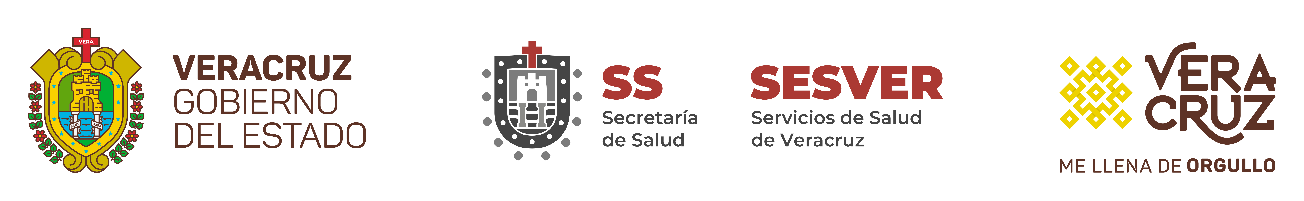 VERA
VERACRUZ
GOBIERNO
DEL ESTADO
SS
Secretaría
de Salud
SESVER
Servicios de Salud
de Veracruz
VERA
CRUZ
ME LLENA DE ORGULLO